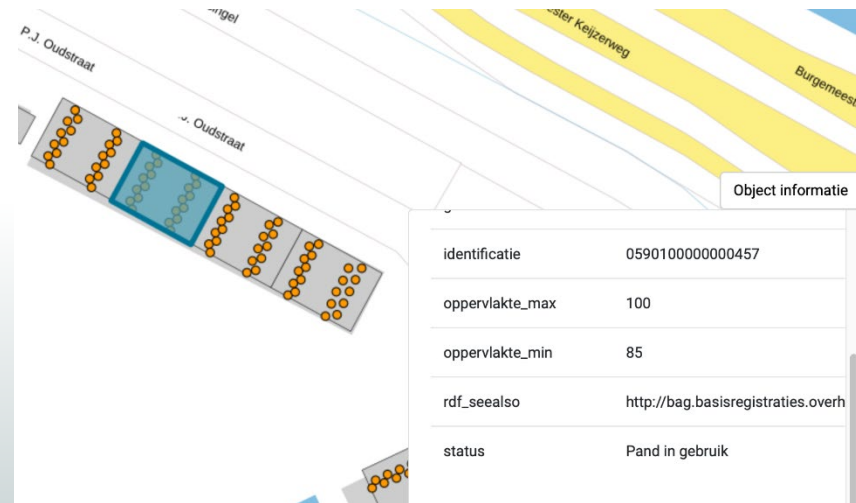 ngel
P.J. Oudstraat
ster Keijzerweg
Burgemeest
J. Oudstraat
Object informatie
identificatie 0590100000000457
oppervlakte_max 100
oppervlakte_min 85
rdf_seealso http://bag.basisregistraties.overh
status Pand in gebruik